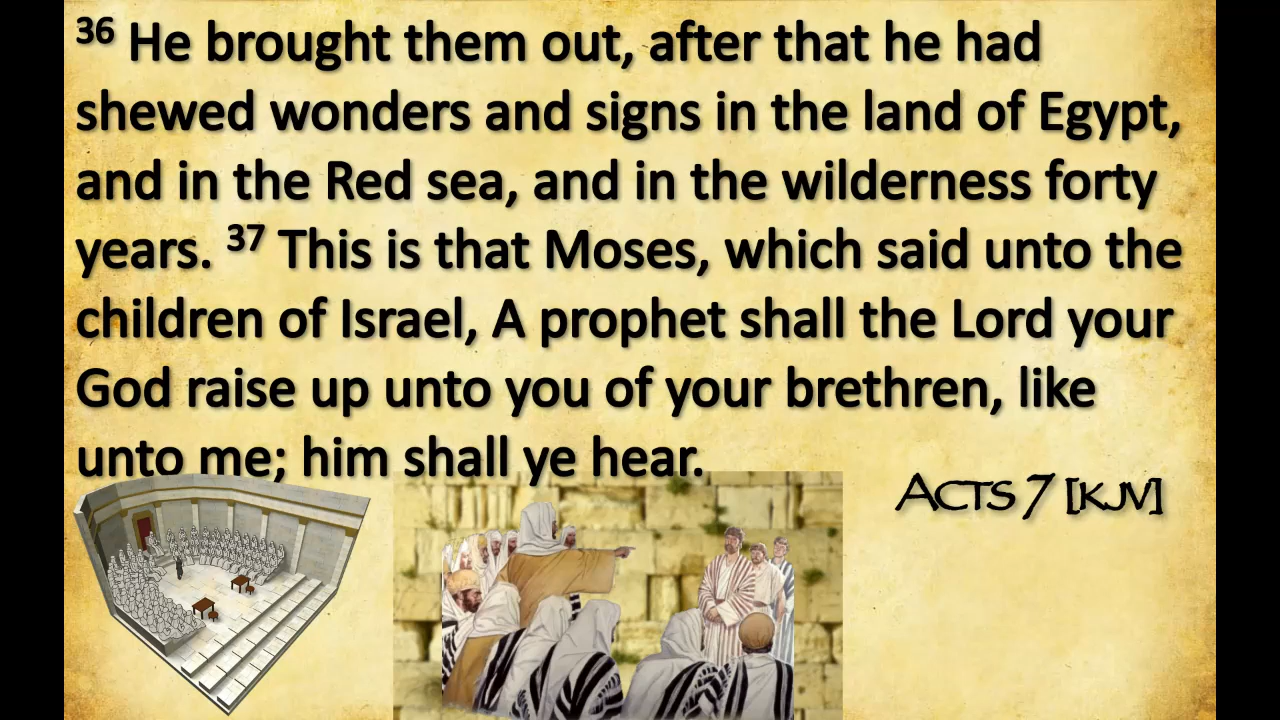 36 He brought them out, after that he had
shewed wonders and signs in the land of Egypt,
and in the Red sea, and in the wilderness forty
years. 37 This is that Moses, which said unto the
children of Israel, A prophet shall the Lord your
God raise up unto you of your brethren, like
unto me; him shall ye hear.
Acts 7 [KJV]